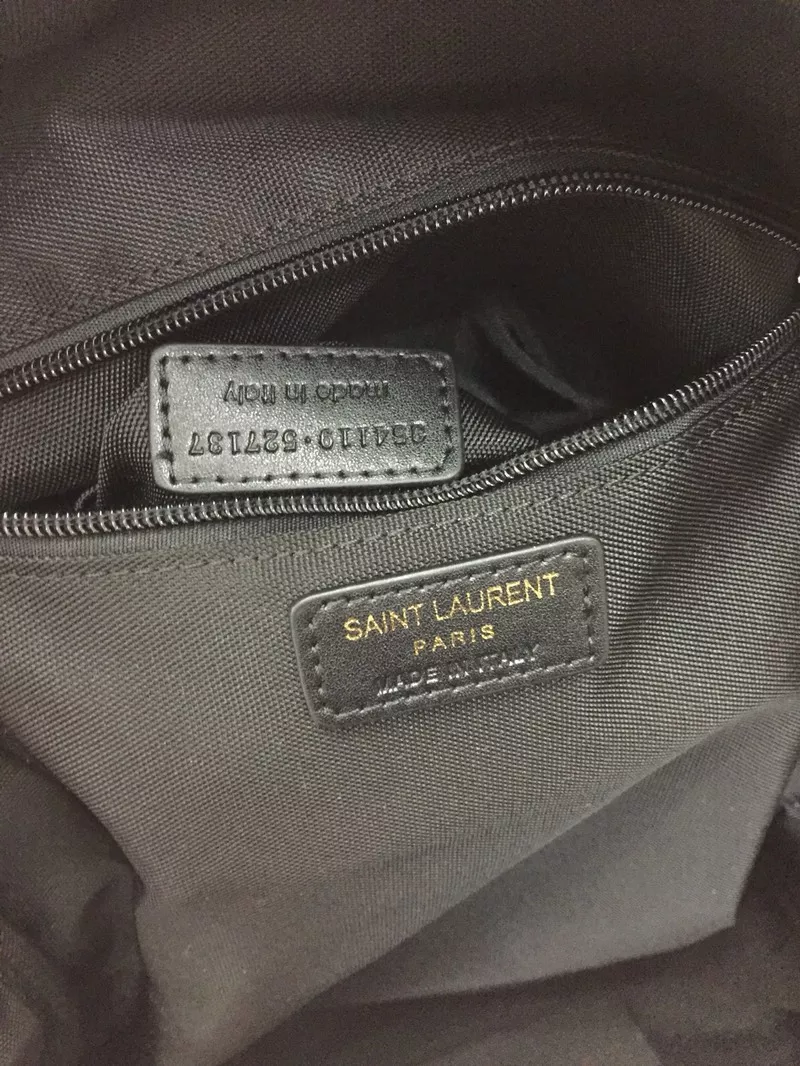 354119·527137
made in Italy
SAINT LAURENT
PARIS
MADE IN ITALY